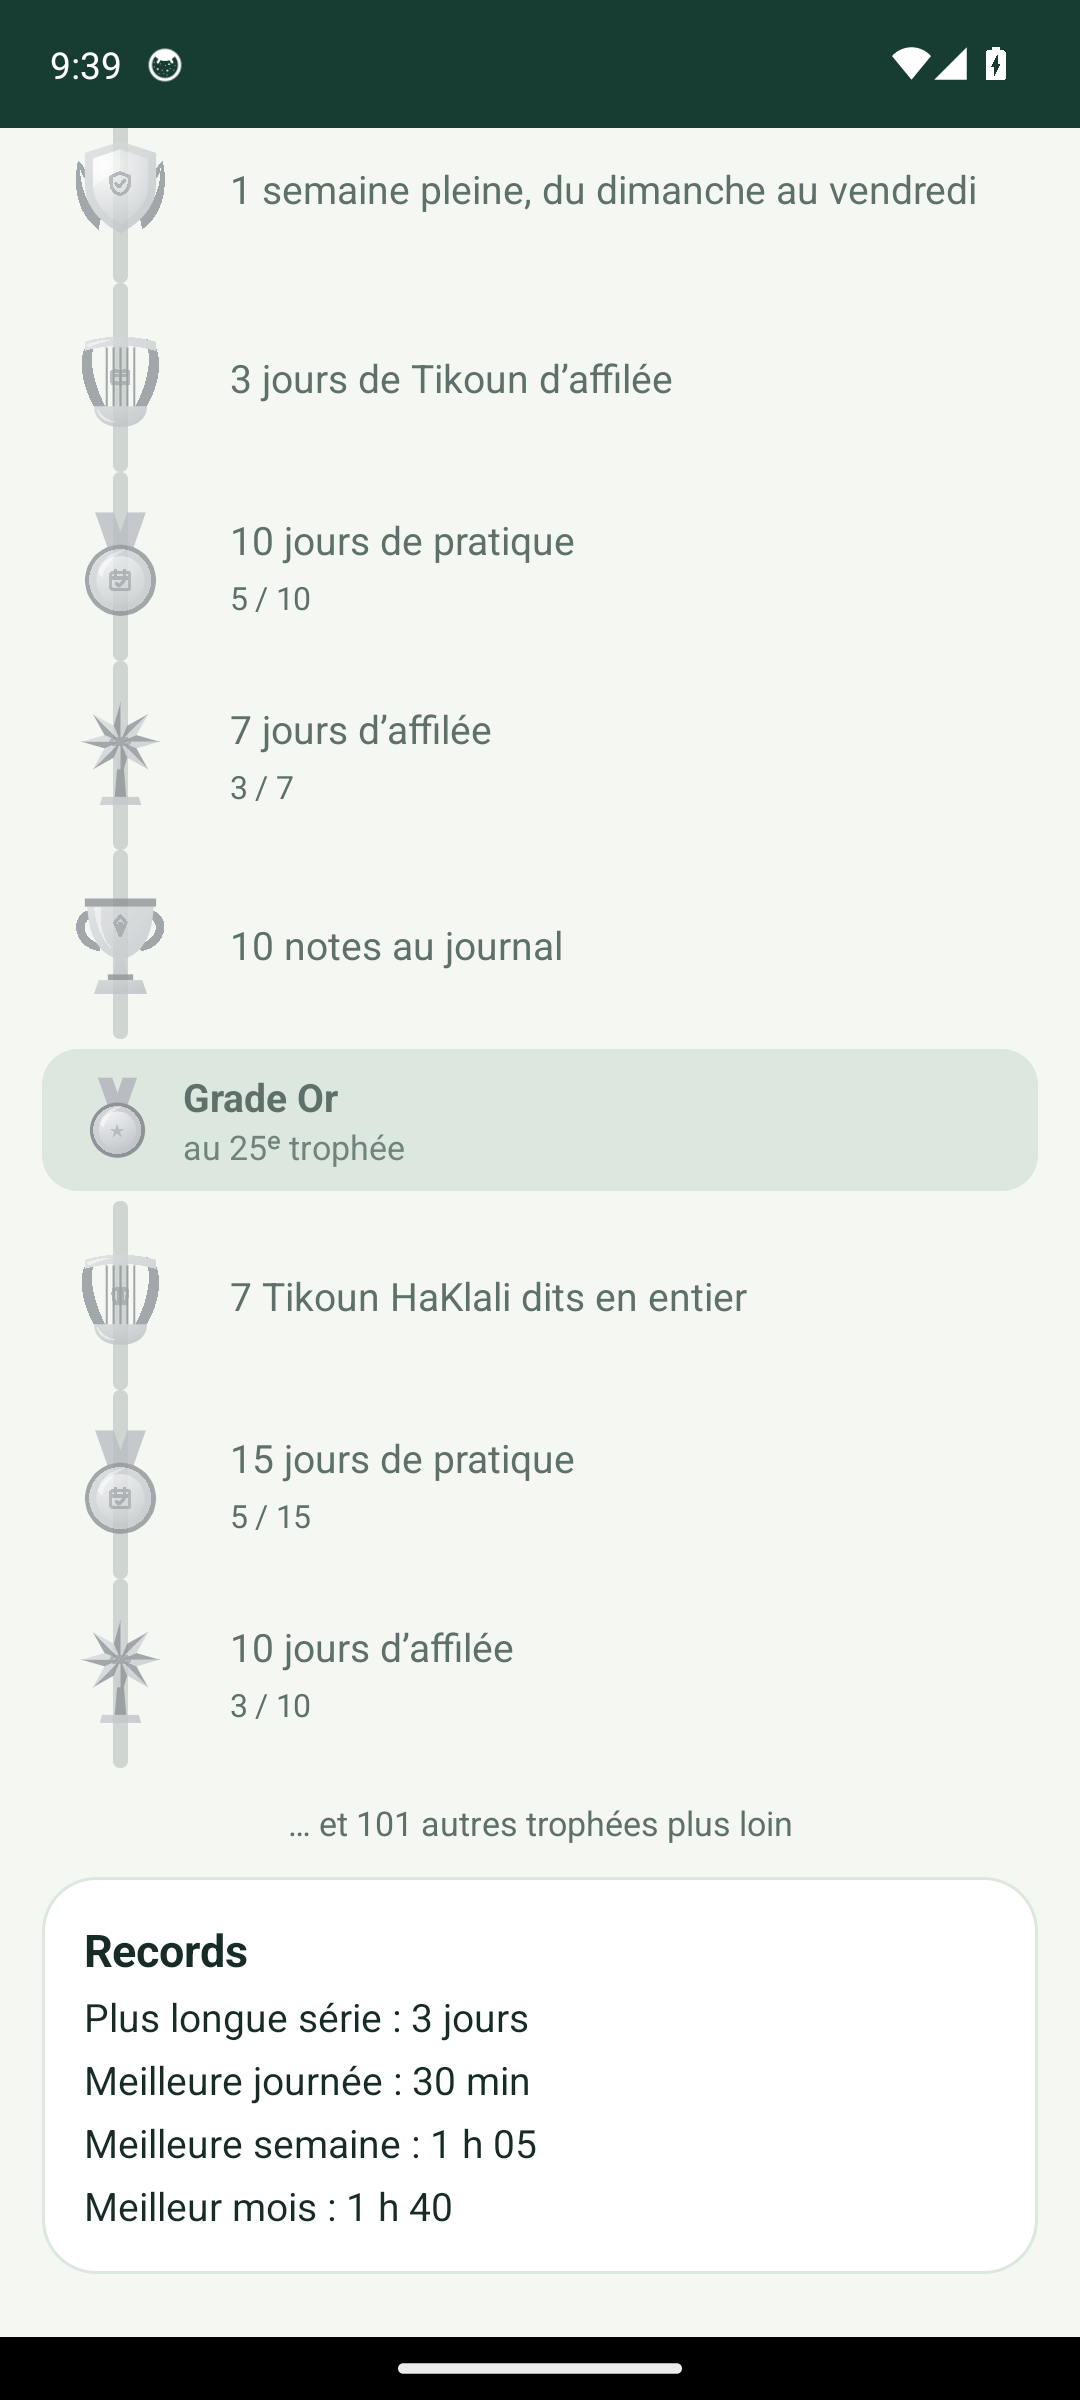 9:39
1 semaine pleine, du dimanche au vendredi
3 jours de Tikoun d’affilée
10 jours de pratique
5 / 10
7 jours d’affilée
3 / 7
10 notes au journal
Grade Or
au 25ᵉ trophée
7 Tikoun HaKlali dits en entier
15 jours de pratique
5 / 15
10 jours d’affilée
3 / 10
… et 101 autres trophées plus loin
Records
Plus longue série : 3 jours
Meilleure journée : 30 min
Meilleure semaine : 1 h 05
Meilleur mois : 1 h 40